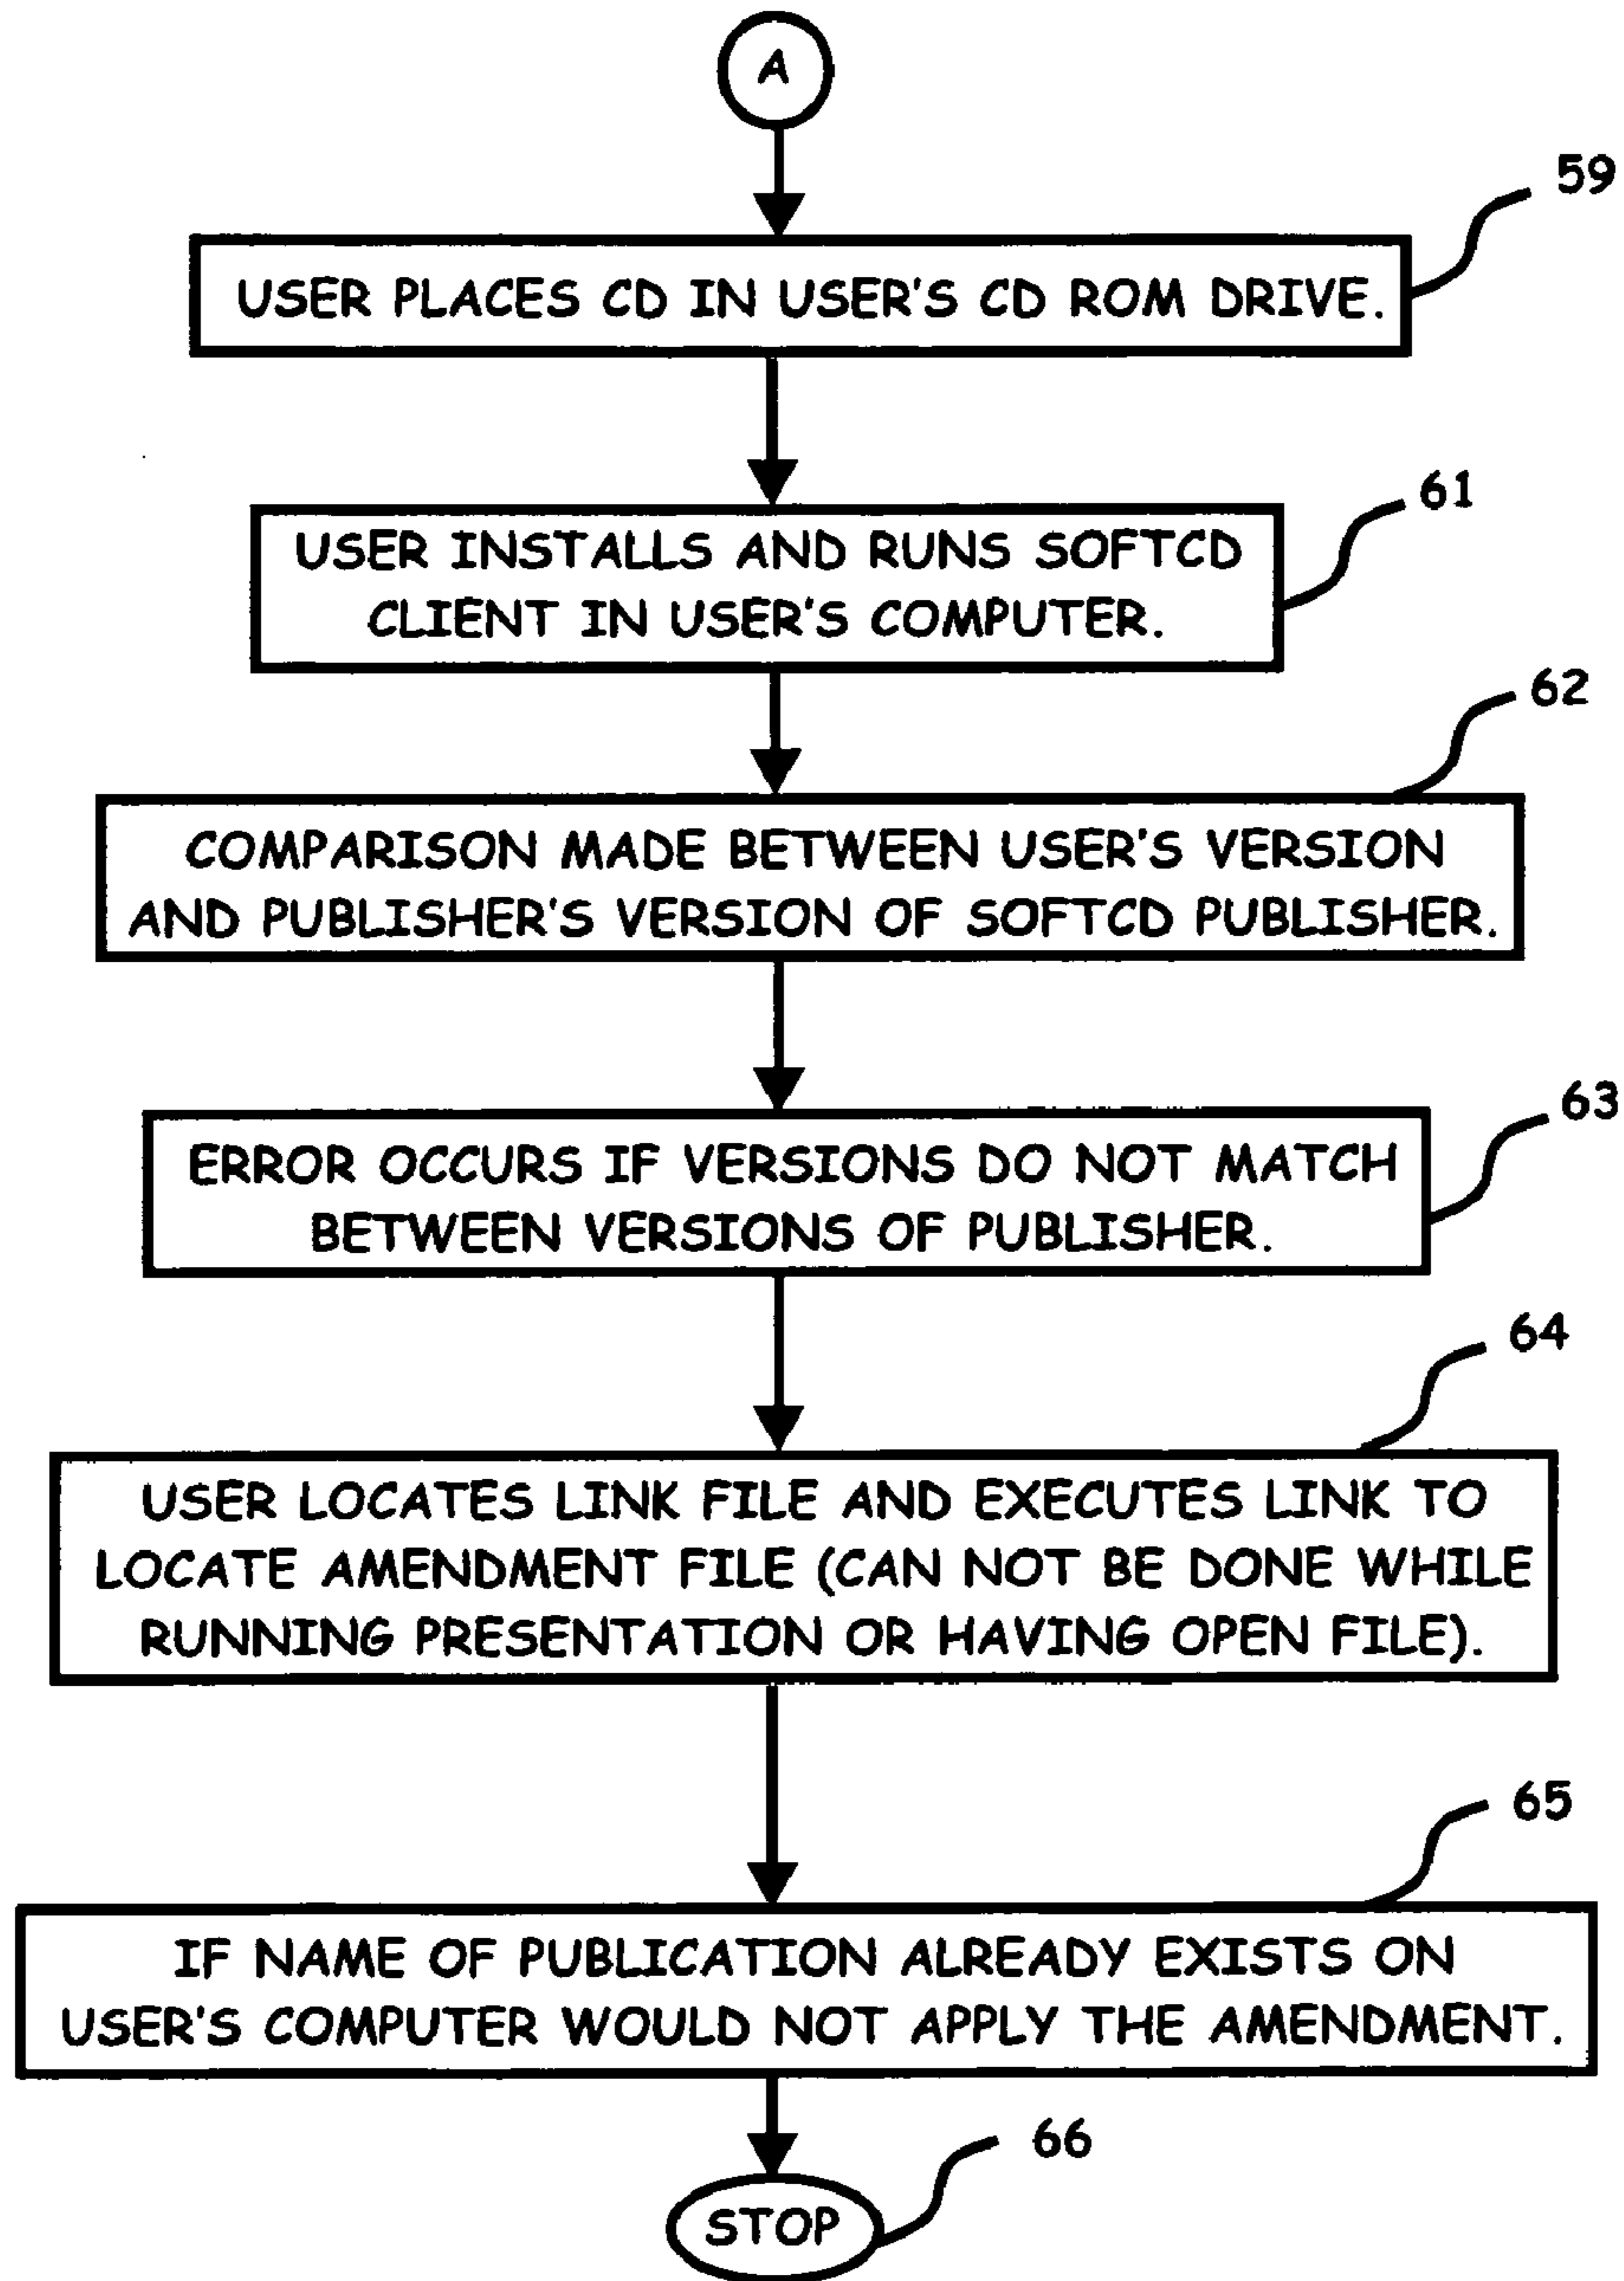 A
59
USER PLACES CD IN USER'S CD ROM DRIVE.
61
USER INSTALLS AND RUNS SOFTCD
CLIENT IN USER'S COMPUTER.
62
COMPARISON MADE BETWEEN USER'S VERSION
AND PUBLISHER'S VERSION OF SOFTCD PUBLISHER.
63
ERROR OCCURS IF VERSIONS DO NOT MATCH
BETWEEN VERSIONS OF PUBLISHER.
64
USER LOCATES LINK FILE AND EXECUTES LINK TO
LOCATE AMENDMENT FILE (CAN NOT BE DONE WHILE
RUNNING PRESENTATION OR HAVING OPEN FILE).
65
IF NAME OF PUBLICATION ALREADY EXISTS ON
USER'S COMPUTER WOULD NOT APPLY THE AMENDMENT.
66
STOP